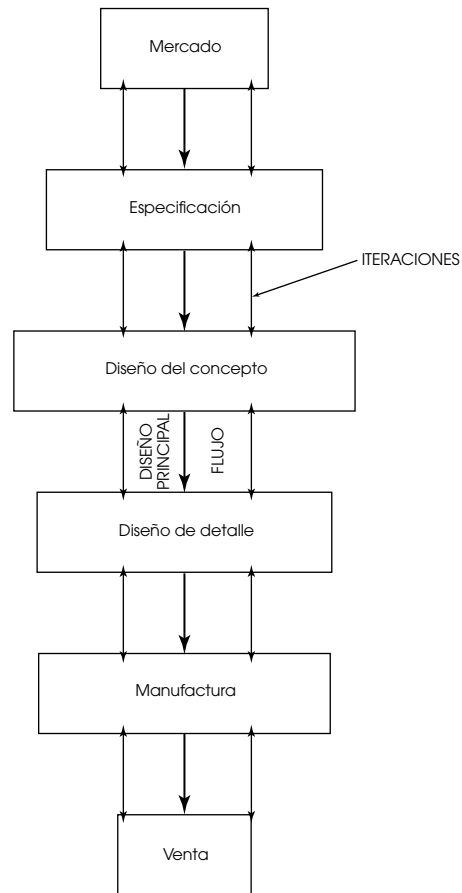 Mercado
Especificación
ITERACIONES
Diseño del concepto
DISEÑO
PRINCIPAL
FLUJO
Diseño de detalle
Manufactura
Venta